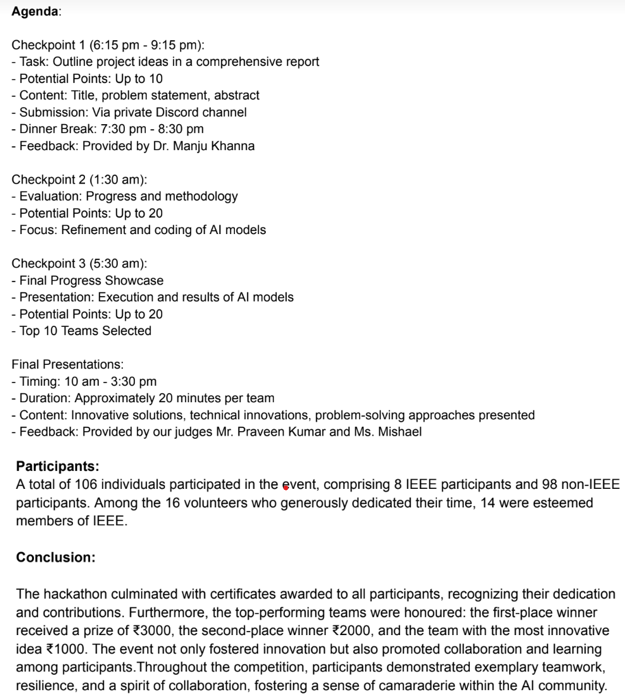 Agenda:
Checkpoint 1 (6:15 pm - 9:15 pm):
- Task: Outline project ideas in a comprehensive report
- Potential Points: Up to 10
- Content: Title, problem statement, abstract
- Submission: Via private Discord channel
- Dinner Break: 7:30 pm - 8:30 pm
- Feedback: Provided by Dr. Manju Khanna
Checkpoint 2 (1:30 am):
- Evaluation: Progress and methodology
- Potential Points: Up to 20
- Focus: Refinement and coding of AI models
Checkpoint 3 (5:30 am):
- Final Progress Showcase
- Presentation: Execution and results of AI models
- Potential Points: Up to 20
- Top 10 Teams Selected
Final Presentations:
- Timing: 10 am - 3:30 pm
- Duration: Approximately 20 minutes per team
- Content: Innovative solutions, technical innovations, problem-solving approaches presented
- Feedback: Provided by our judges Mr. Praveen Kumar and Ms. Mishael
Participants:
A total of 106 individuals participated in the event, comprising 8 IEEE participants and 98 non-IEEE
participants. Among the 16 volunteers who generously dedicated their time, 14 were esteemed
members of IEEE.
Conclusion:
The hackathon culminated with certificates awarded to all participants, recognizing their dedication
and contributions. Furthermore, the top-performing teams were honoured: the first-place winner
received a prize of ₹3000, the second-place winner ₹2000, and the team with the most innovative
idea ₹1000. The event not only fostered innovation but also promoted collaboration and learning
among participants.Throughout the competition, participants demonstrated exemplary teamwork,
resilience, and a spirit of collaboration, fostering a sense of camaraderie within the AI community.